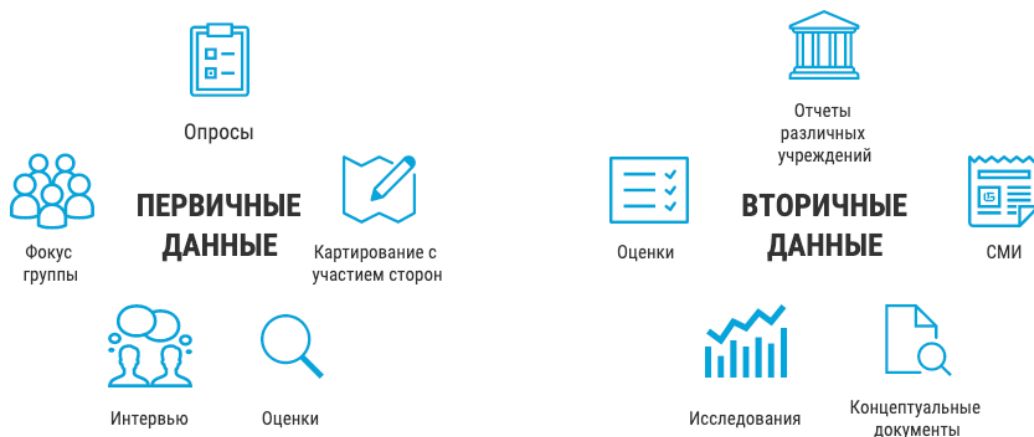 Опросы
Фокус
группы
ПЕРВИЧНЫЕ
ДАННЫЕ
Картирование с
участием сторон
Интервью
Оценки
Отчеты
различных
учреждений
Оценки
ВТОРИЧНЫЕ
ДАННЫЕ
СМИ
Исследования
Концептуальные
документы